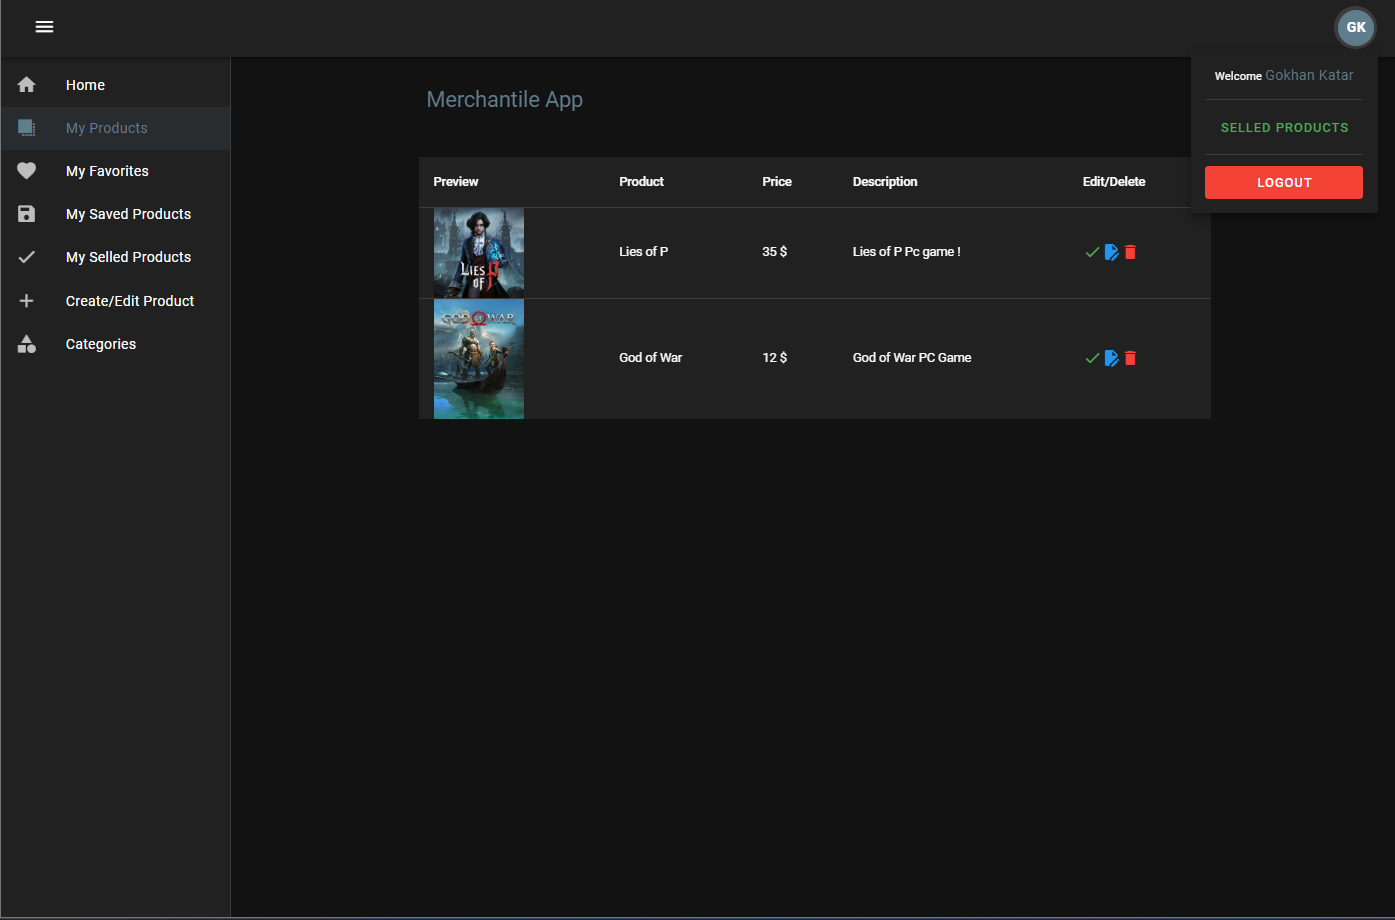 GK
Welcome Gokhan Katar
SELLED PRODUCTS
LOGOUT
Home
My Products
My Favorites
My Saved Products
My Selled Products
Create/Edit Product
Categories
Merchantile App
Preview Product Price Description Edit/Delete
LIES
OF P
Lies of P 35 $ Lies of P Pc game !
GOD OF WAR
God of War 12 $ God of War PC Game